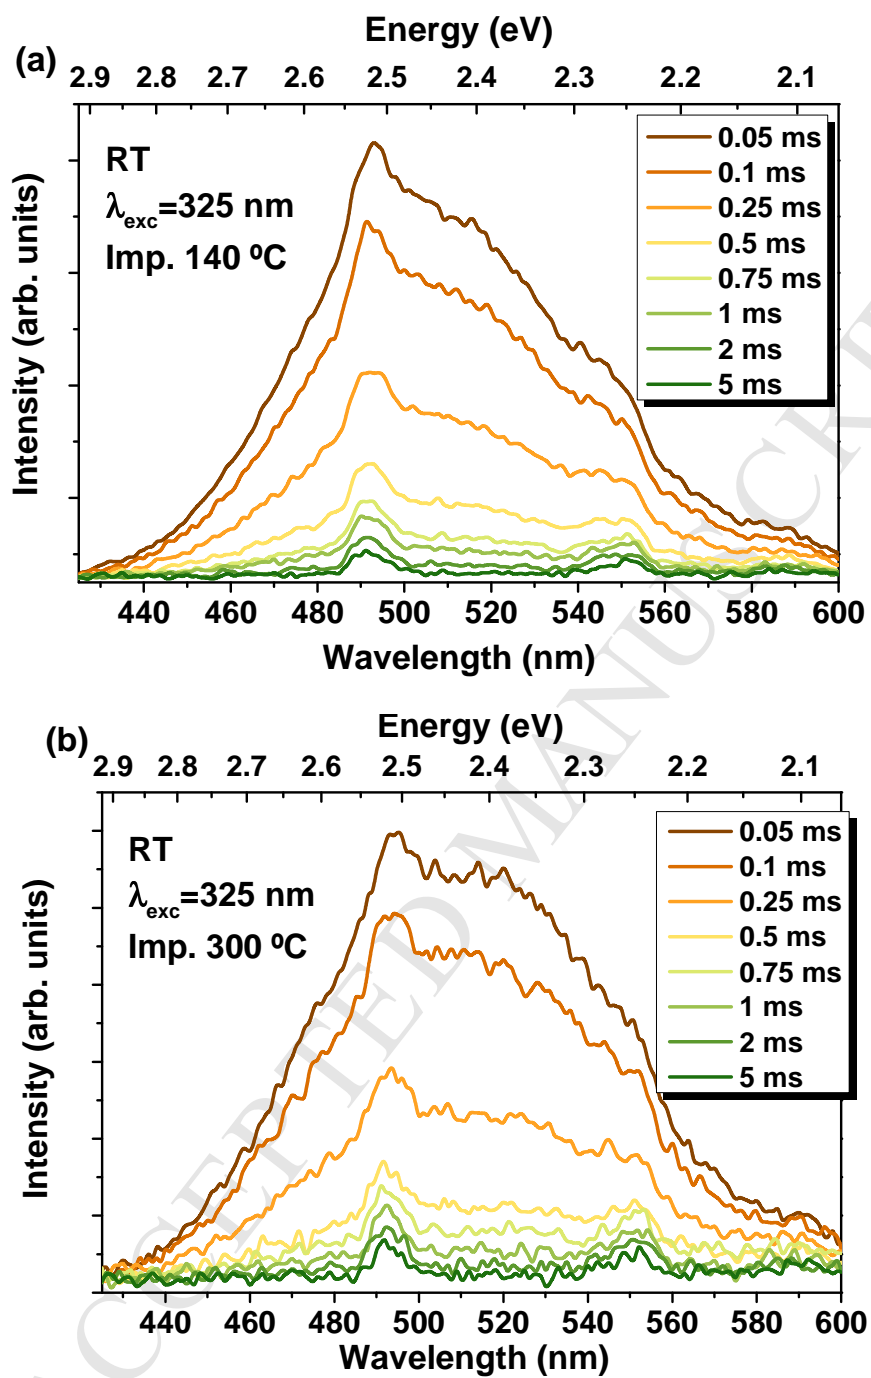 (a)
Energy (eV)
2.9 2.8 2.7 2.6 2.5 2.4 2.3 2.2 2.1
RT
λexc=325 nm
Imp. 140 ºC
0.05 ms
0.1 ms
0.25 ms
0.5 ms
0.75 ms
1 ms
2 ms
5 ms
Intensity (arb. units)
440 460 480 500 520 540 560 580 600
Wavelength (nm)
(b)
Energy (eV)
2.9 2.8 2.7 2.6 2.5 2.4 2.3 2.2 2.1
RT
λexc=325 nm
Imp. 300 ºC
0.05 ms
0.1 ms
0.25 ms
0.5 ms
0.75 ms
1 ms
2 ms
5 ms
Intensity (arb. units)
440 460 480 500 520 540 560 580 600
Wavelength (nm)
CCEPTED MANUSCRI